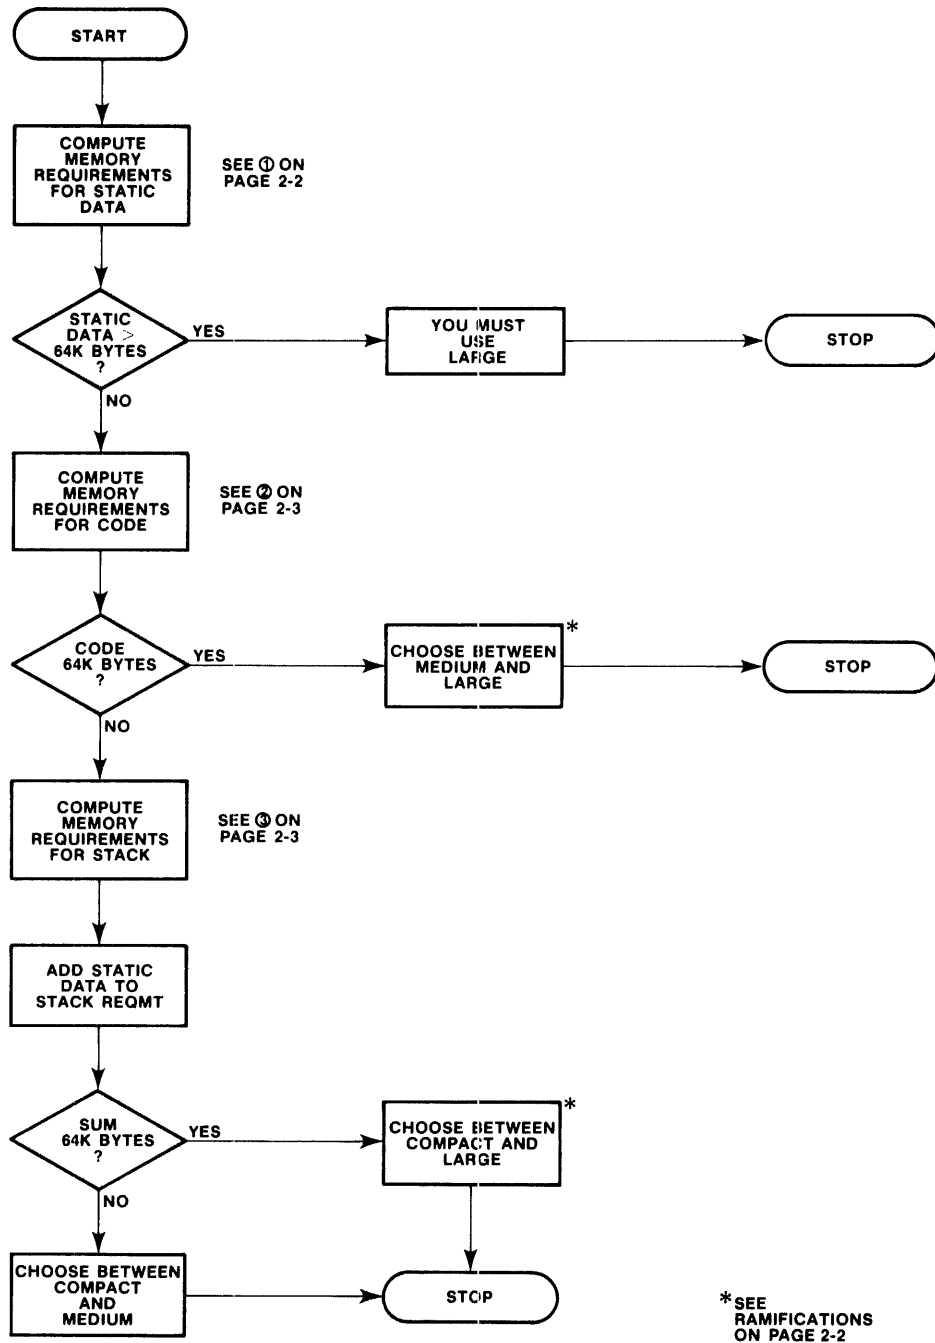 START
COMPUTE
MEMORY
REQUIREMENTS
FOR STATIC
DATA
SEE ① ON
PAGE 2-2
STATIC
DATA >
64K BYTES
?
YES
YOU MUST
USE
LARGE
STOP
NO
COMPUTE
MEMORY
REQUIREMENTS
FOR CODE
SEE ② ON
PAGE 2-3
CODE
64K BYTES
?
YES
*
CHOOSE BETWEEN
MEDIUM AND
LARGE
STOP
NO
COMPUTE
MEMORY
REQUIREMENTS
FOR STACK
SEE ③ ON
PAGE 2-3
ADD STATIC
DATA TO
STACK REQMT
SUM
64K BYTES
?
YES
*
CHOOSE BETWEEN
COMPACT AND
LARGE
NO
CHOOSE BETWEEN
COMPACT
AND
MEDIUM
STOP
*SEE
RAMIFICATIONS
ON PAGE 2-2